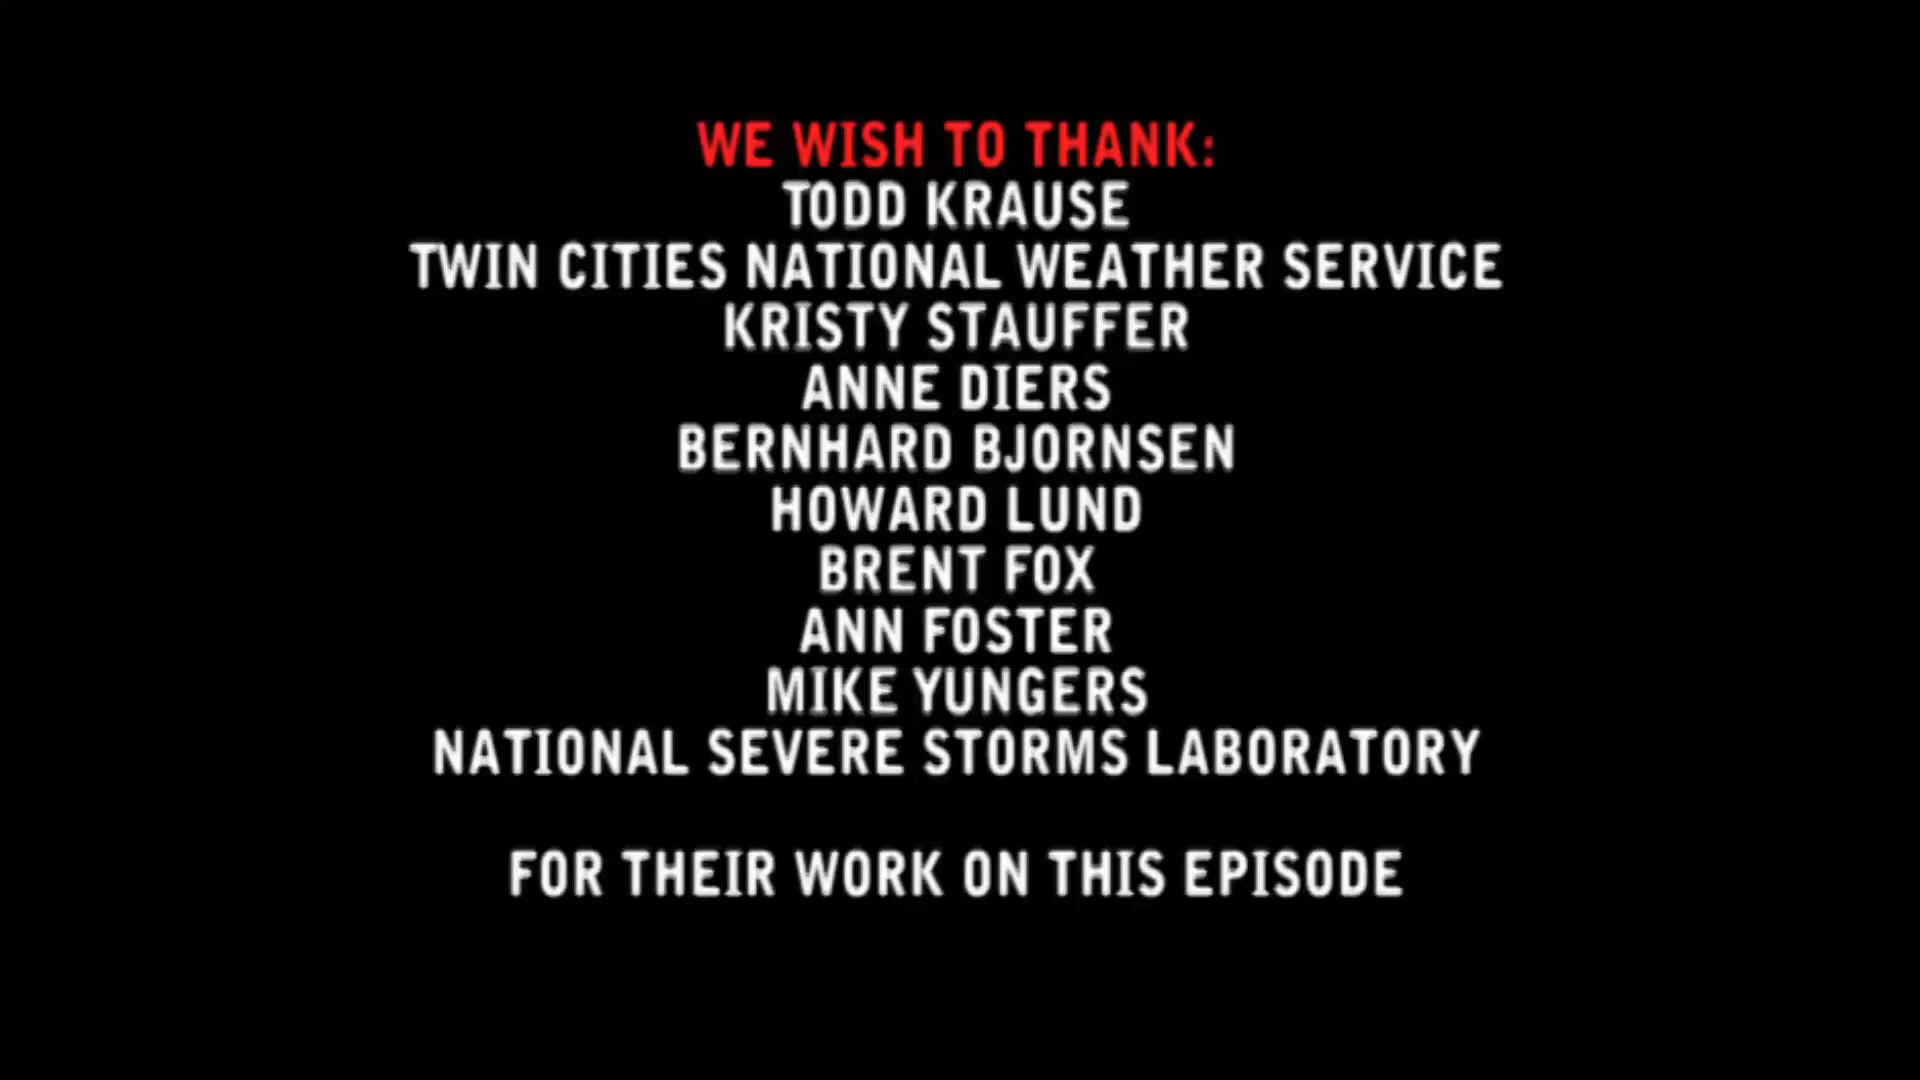 WE WISH TO THANK:
TODD KRAUSE
TWIN CITIES NATIONAL WEATHER SERVICE
KRISTY STAUFFER
ANNE DIERS
BERNHARD BJORNSEN
HOWARD LUND
BRENT FOX
ANN FOSTER
MIKE YUNGERS
NATIONAL SEVERE STORMS LABORATORY
FOR THEIR WORK ON THIS EPISODE